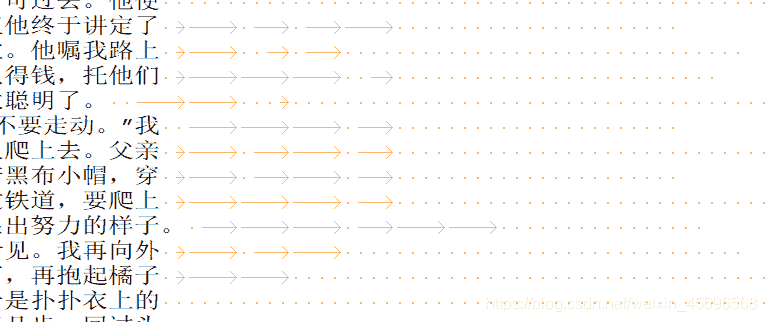 可过去。他便
他终于讲定了
。他嘱我路上
得钱，托他们
聪明了。
不要走动。”我
爬上去。父亲
黑布小帽，穿
铁道，要爬上
出努力的样子。
见。我再向外
，再抱起橘子
是扑扑衣上的
https://blog.csdn.net/weixin_46696668